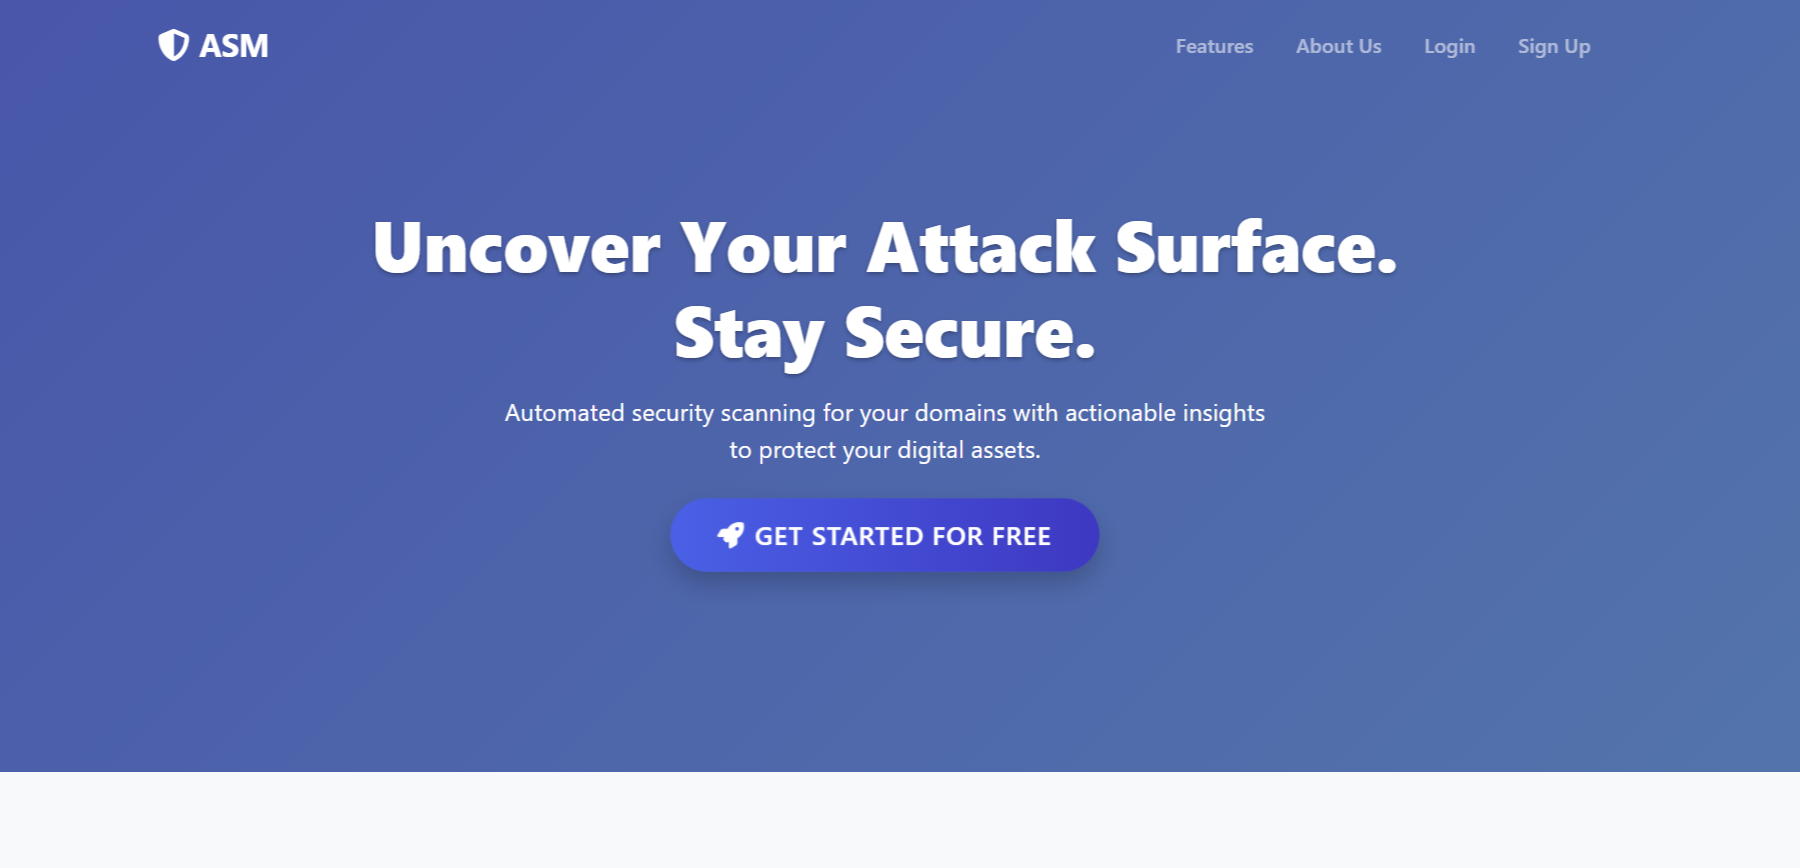 ASM
Features
About Us
Login
Sign Up
Uncover Your Attack Surface.
Stay Secure.
Automated security scanning for your domains with actionable insights
to protect your digital assets.
GET STARTED FOR FREE